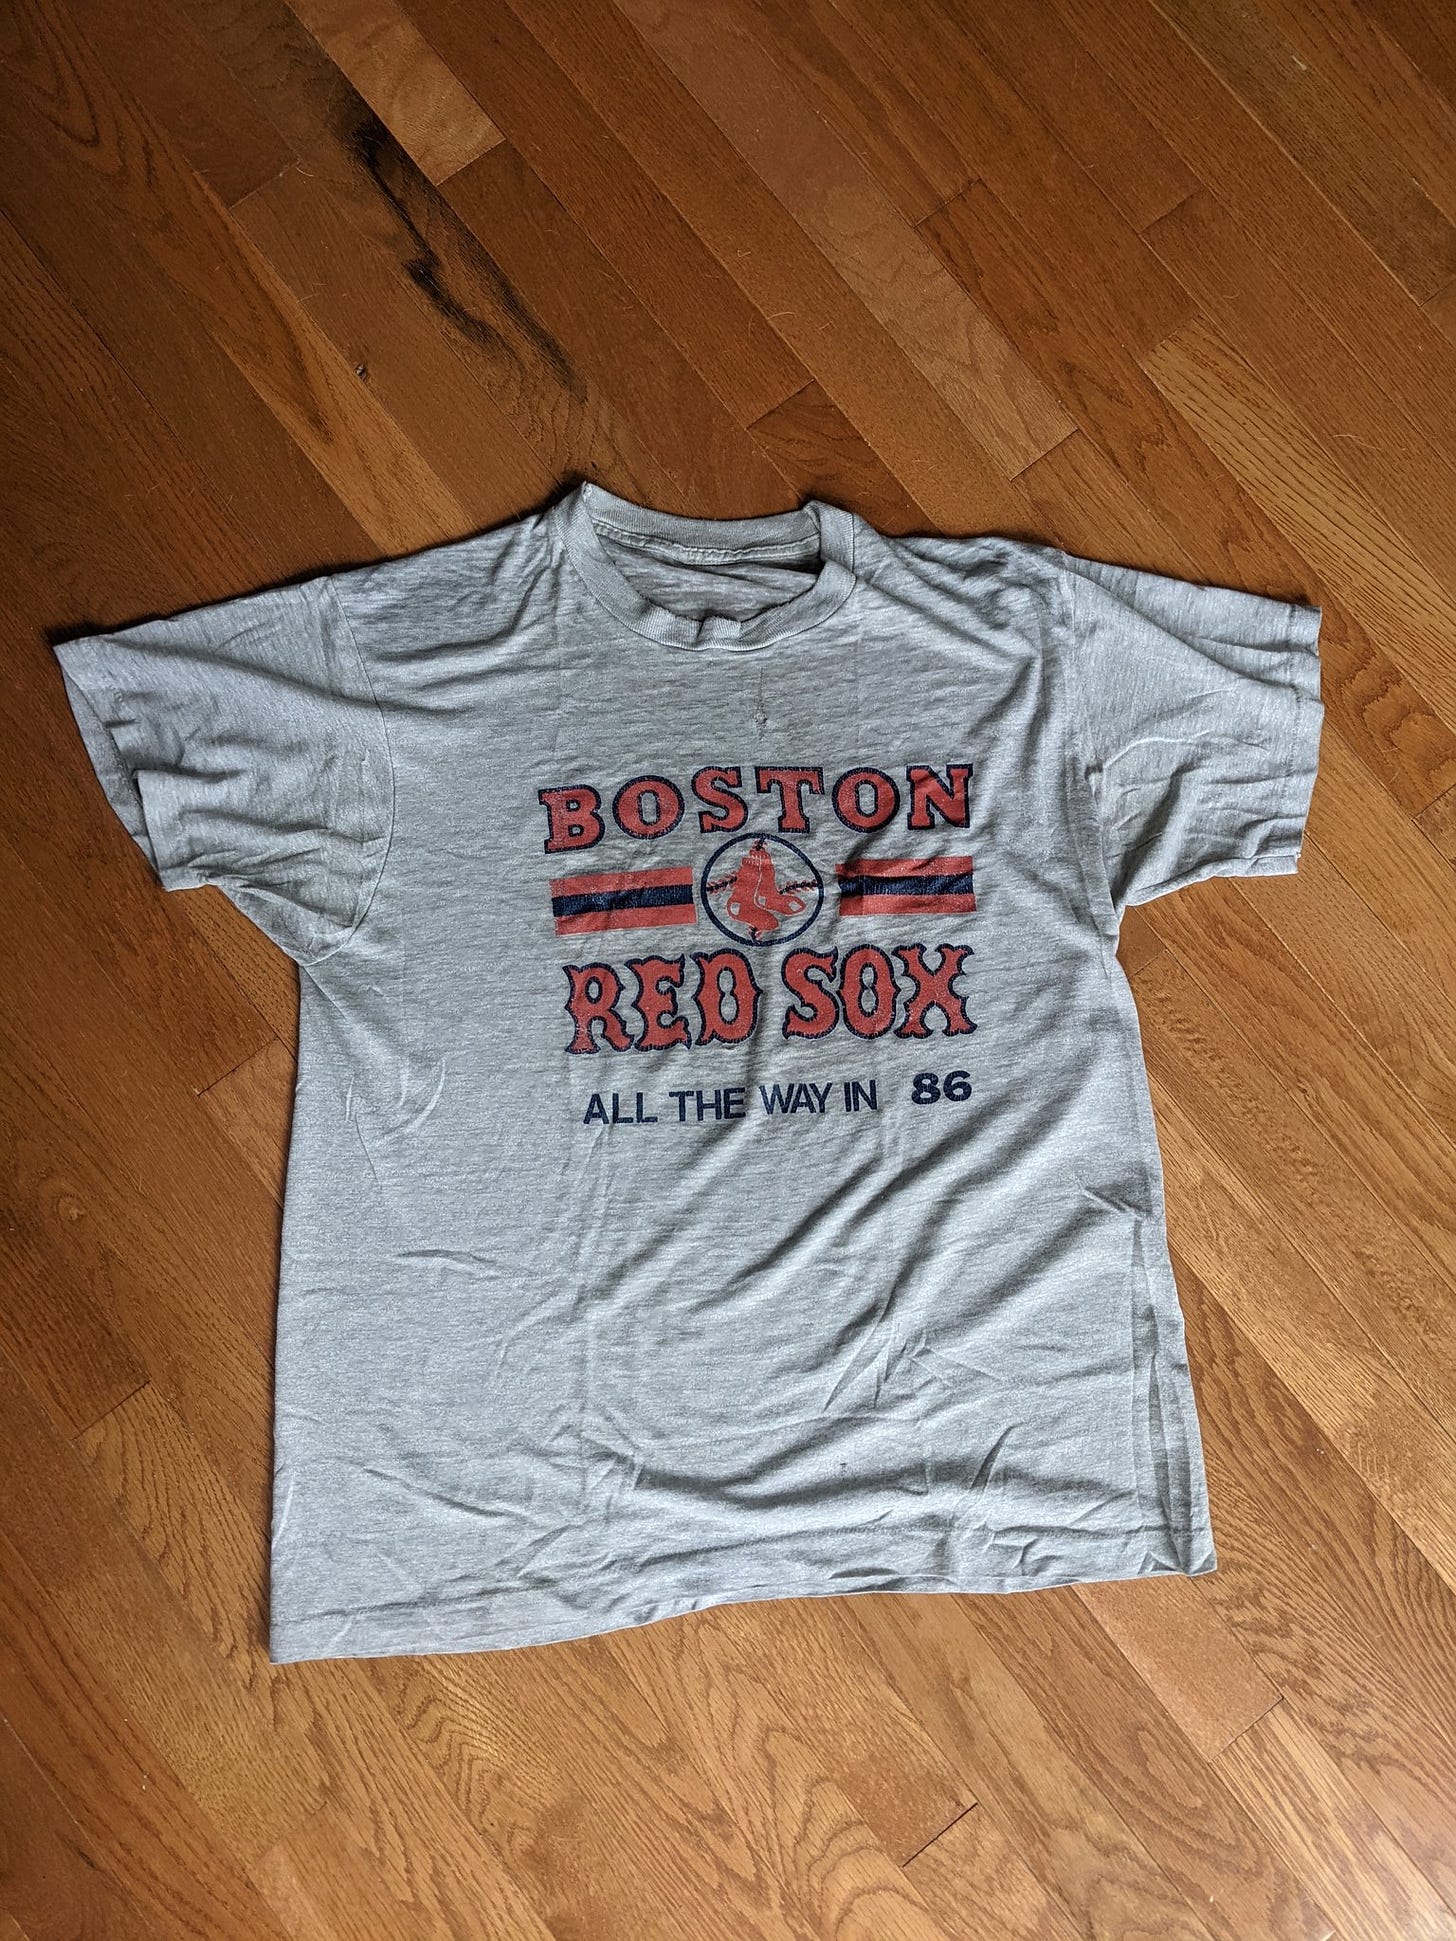 BOSTON
RED SOX
ALL THE WAY IN 86